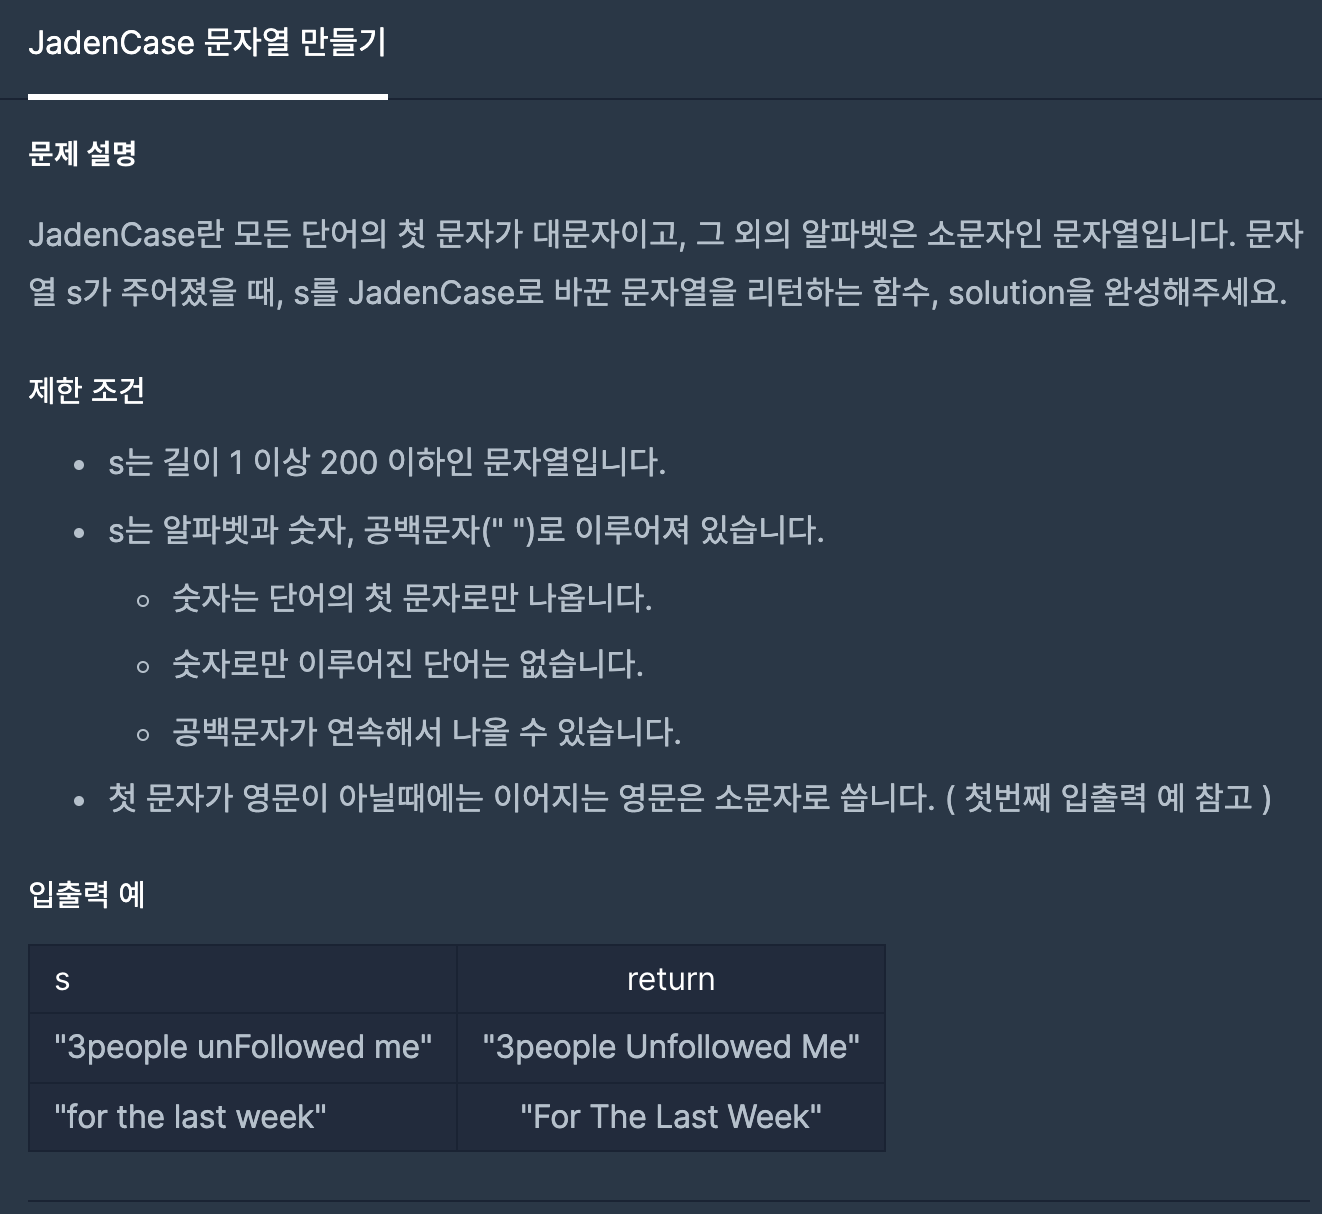 JadenCase 문자열 만들기
문제 설명
JadenCase란 모든 단어의 첫 문자가 대문자이고, 그 외의 알파벳은 소문자인 문자열입니다. 문자
열 s가 주어졌을 때, s를 JadenCase로 바꾼 문자열을 리턴하는 함수, solution을 완성해주세요.
제한 조건
• s는 길이 1 이상 200 이하인 문자열입니다.
• s는 알파벳과 숫자, 공백문자(" ")로 이루어져 있습니다.
◦ 숫자는 단어의 첫 문자로만 나옵니다.
◦ 숫자로만 이루어진 단어는 없습니다.
◦ 공백문자가 연속해서 나올 수 있습니다.
• 첫 문자가 영문이 아닐때에는 이어지는 영문은 소문자로 씁니다. ( 첫번째 입출력 예 참고 )
입출력 예
s return
"3people unFollowed me" "3people Unfollowed Me"
"for the last week" "For The Last Week"